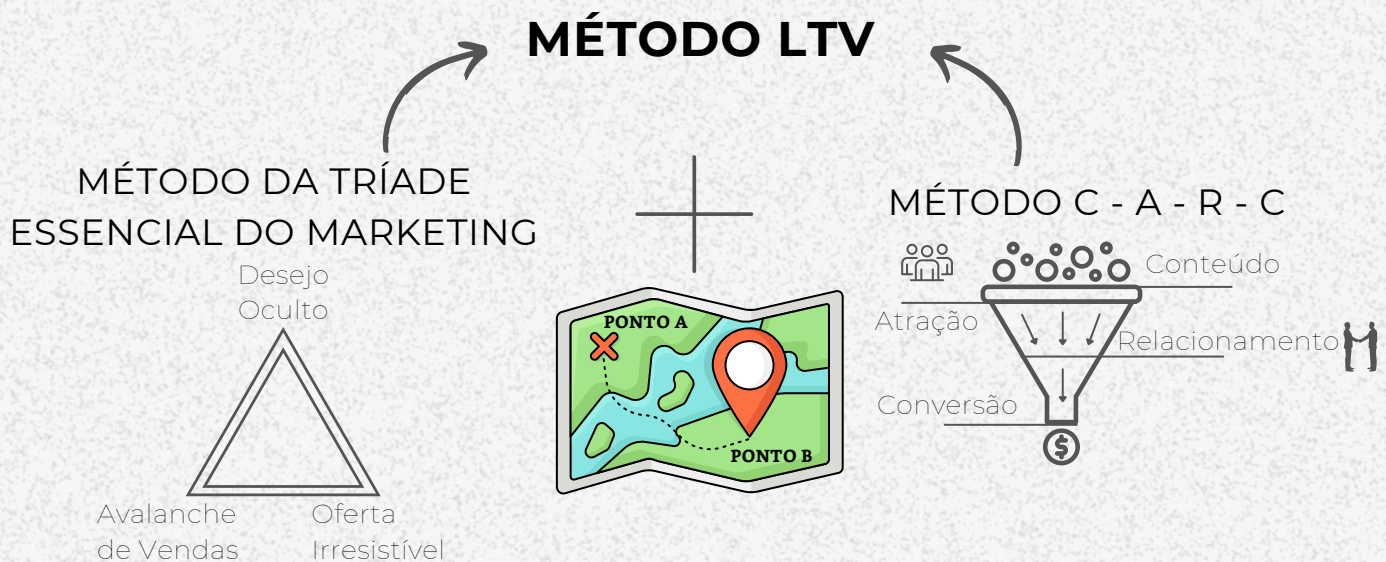 MÉTODO LTV
MÉTODO DA TRÍADE
ESSENCIAL DO MARKETING
Desejo
Oculto
Avalanche
de Vendas
Oferta
Irresistível
PONTO A
PONTO B
MÉTODO C - A - R - C
Conteúdo
Atração
Relacionamento
Conversão
$